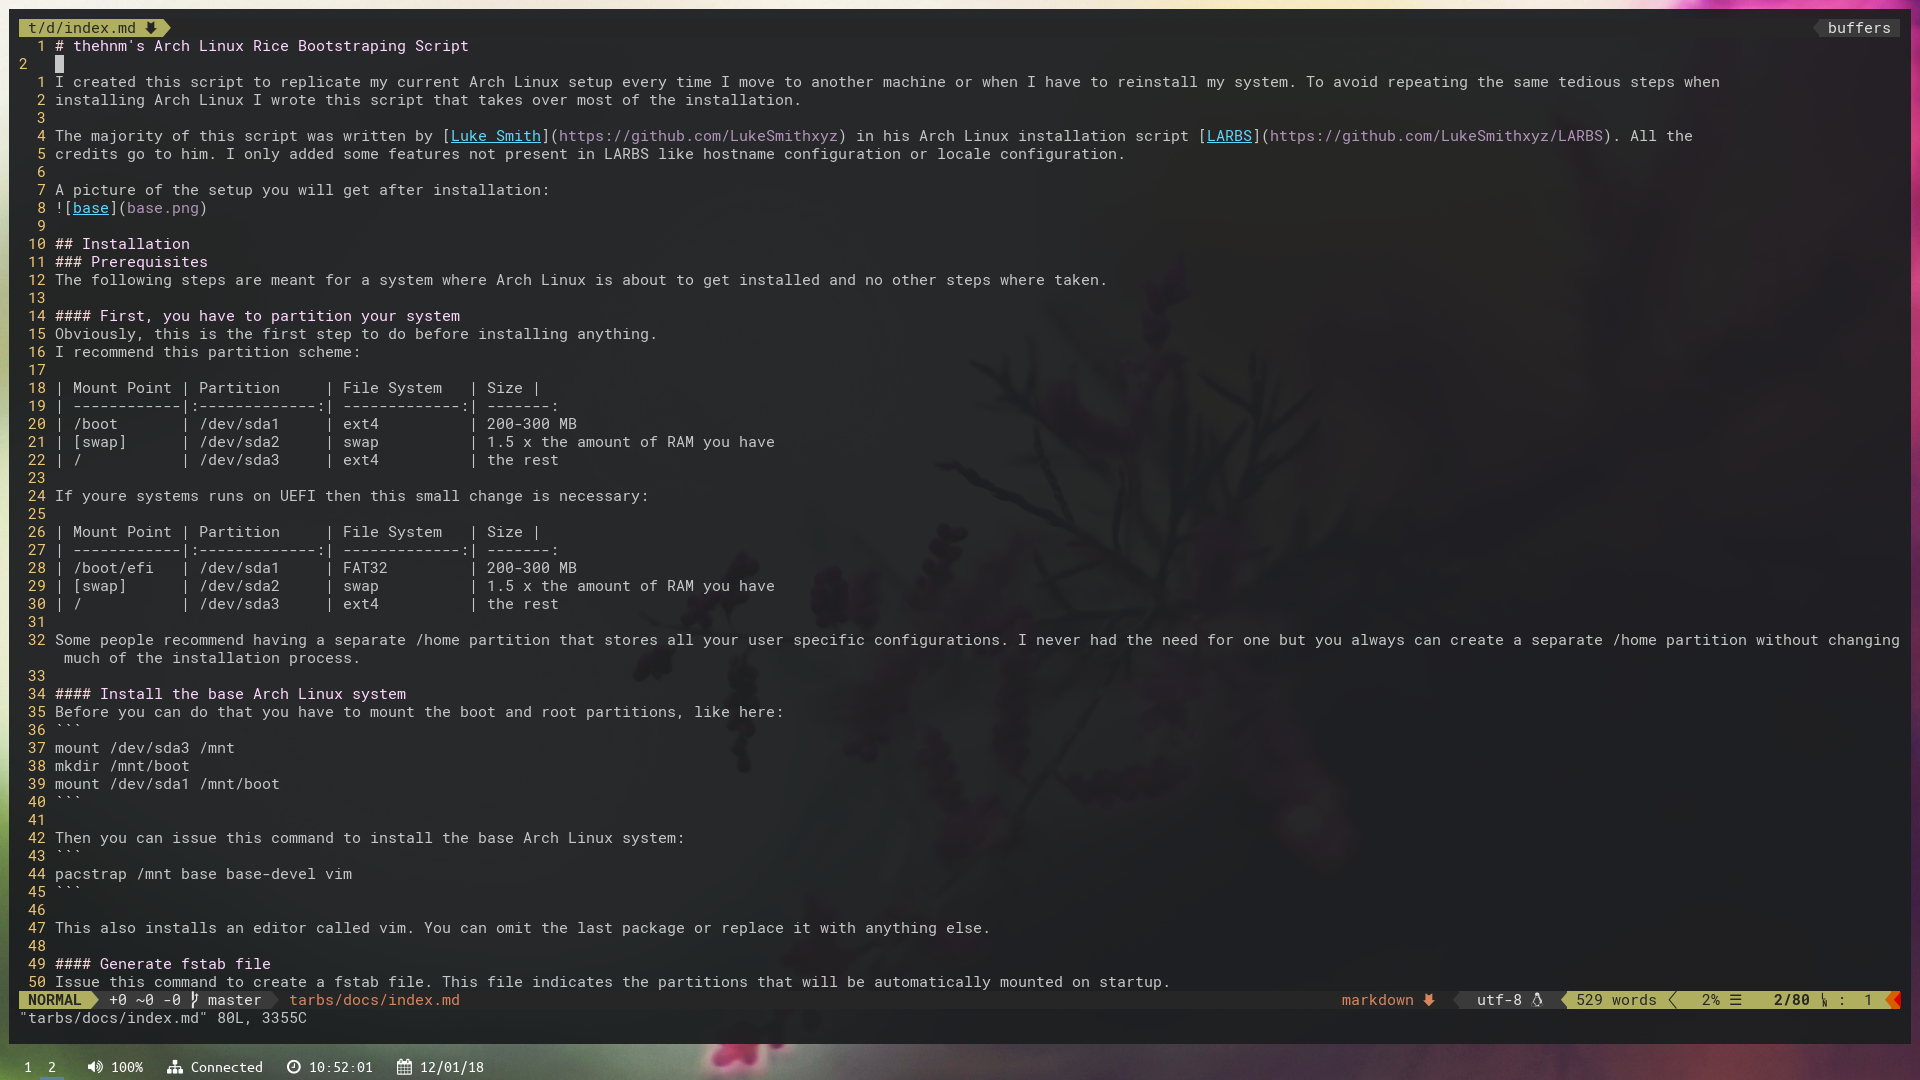 t/d/index.md buffers
1 # thehnm's Arch Linux Rice Bootstraping Script
2
1 I created this script to replicate my current Arch Linux setup every time I move to another machine or when I have to reinstall my system. To avoid repeating the same tedious steps when
2 installing Arch Linux I wrote this script that takes over most of the installation.
3
4 The majority of this script was written by [Luke Smith](https://github.com/LukeSmithxyz) in his Arch Linux installation script [LARBS](https://github.com/LukeSmithxyz/LARBS). All the
5 credits go to him. I only added some features not present in LARBS like hostname configuration or locale configuration.
6
7 A picture of the setup you will get after installation:
8 ![base](base.png)
9
10 ## Installation
11 ### Prerequisites
12 The following steps are meant for a system where Arch Linux is about to get installed and no other steps where taken.
13
14 #### First, you have to partition your system
15 Obviously, this is the first step to do before installing anything.
16 I recommend this partition scheme:
17
18 | Mount Point | Partition     | File System   | Size |
19 | ------------|:-------------:| -------------:| -------:
20 | /boot       | /dev/sda1     | ext4          | 200-300 MB
21 | [swap]      | /dev/sda2     | swap          | 1.5 x the amount of RAM you have
22 | /           | /dev/sda3     | ext4          | the rest
23
24 If youre systems runs on UEFI then this small change is necessary:
25
26 | Mount Point | Partition     | File System   | Size |
27 | ------------|:-------------:| -------------:| -------:
28 | /boot/efi   | /dev/sda1     | FAT32         | 200-300 MB
29 | [swap]      | /dev/sda2     | swap          | 1.5 x the amount of RAM you have
30 | /           | /dev/sda3     | ext4          | the rest
31
32 Some people recommend having a separate /home partition that stores all your user specific configurations. I never had the need for one but you always can create a separate /home partition without changing
much of the installation process.
33
34 #### Install the base Arch Linux system
35 Before you can do that you have to mount the boot and root partitions, like here:
36 ```
37 mount /dev/sda3 /mnt
38 mkdir /mnt/boot
39 mount /dev/sda1 /mnt/boot
40 ```
41
42 Then you can issue this command to install the base Arch Linux system:
43 ```
44 pacstrap /mnt base base-devel vim
45 ```
46
47 This also installs an editor called vim. You can omit the last package or replace it with anything else.
48
49 #### Generate fstab file
50 Issue this command to create a fstab file. This file indicates the partitions that will be automatically mounted on startup.
NORMAL +0 ~0 -0 master tarbs/docs/index.md markdown utf-8 529 words 2% ☰ 2/80 : 1
"tarbs/docs/index.md" 80L, 3355C
1 2 100% Connected 10:52:01 12/01/18